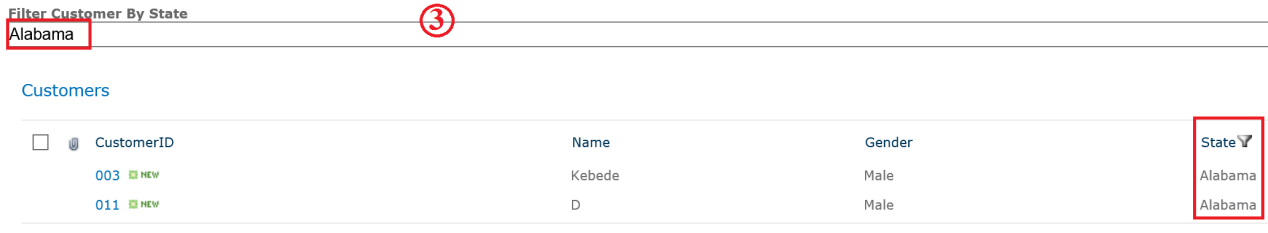 Filter Customer By State
③
Alabama
Customers
CustomerID Name Gender State
003 NEW Kebede Male Alabama
011 NEW D Male Alabama